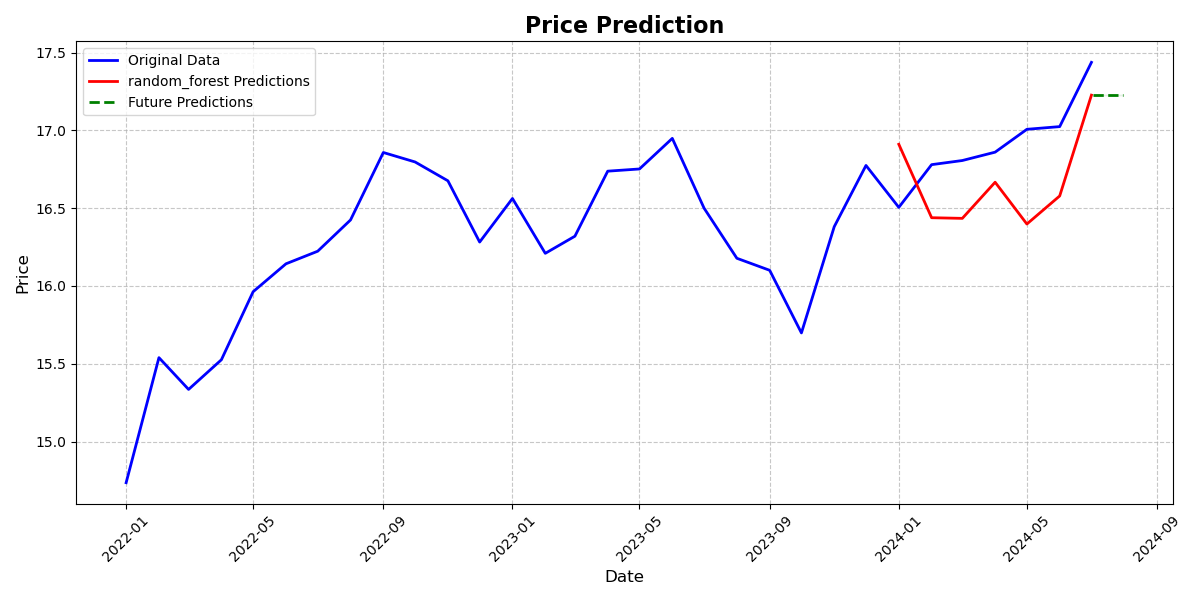 Price Prediction
Original Data
random_forest Predictions
Future Predictions
Price
17.5
17.0
16.5
16.0
15.5
15.0
2022-01
2022-05
2022-09
2023-01
2023-05
2023-09
2024-01
2024-05
2024-09
Date